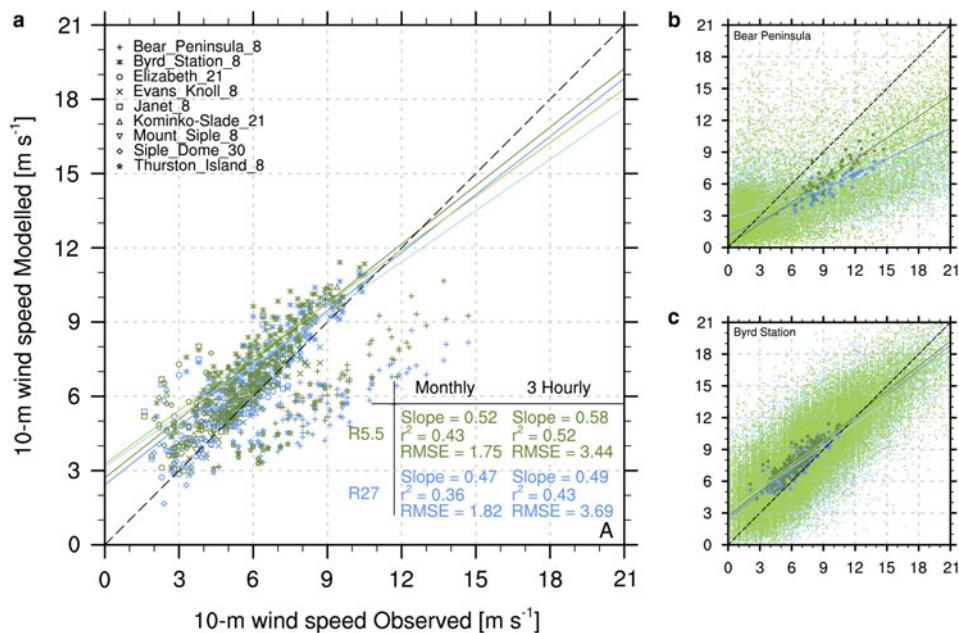 a
21
18
15
12
9
6
3
0
10-m wind speed Modelled [m s⁻¹]
Bear_Peninsula_8
Byrd_Station_8
Elizabeth_21
Evans_Knoll_8
Janet_8
Kominko-Slade_21
Mount_Siple_8
Siple_Dome_30
Thurston_Island_8
Monthly 3 Hourly
R5.5
Slope = 0.52 Slope = 0.58
r² = 0.43 r² = 0.52
RMSE = 1.75 RMSE = 3.44
R27
Slope = 0.47 Slope = 0.49
r² = 0.36 r² = 0.43
RMSE = 1.82 RMSE = 3.69
A
0 3 6 9 12 15 18 21
10-m wind speed Observed [m s⁻¹]
b
Bear Peninsula
21
18
15
12
9
6
3
0
0 3 6 9 12 15 18 21
c
Byrd Station
21
18
15
12
9
6
3
0
0 3 6 9 12 15 18 21